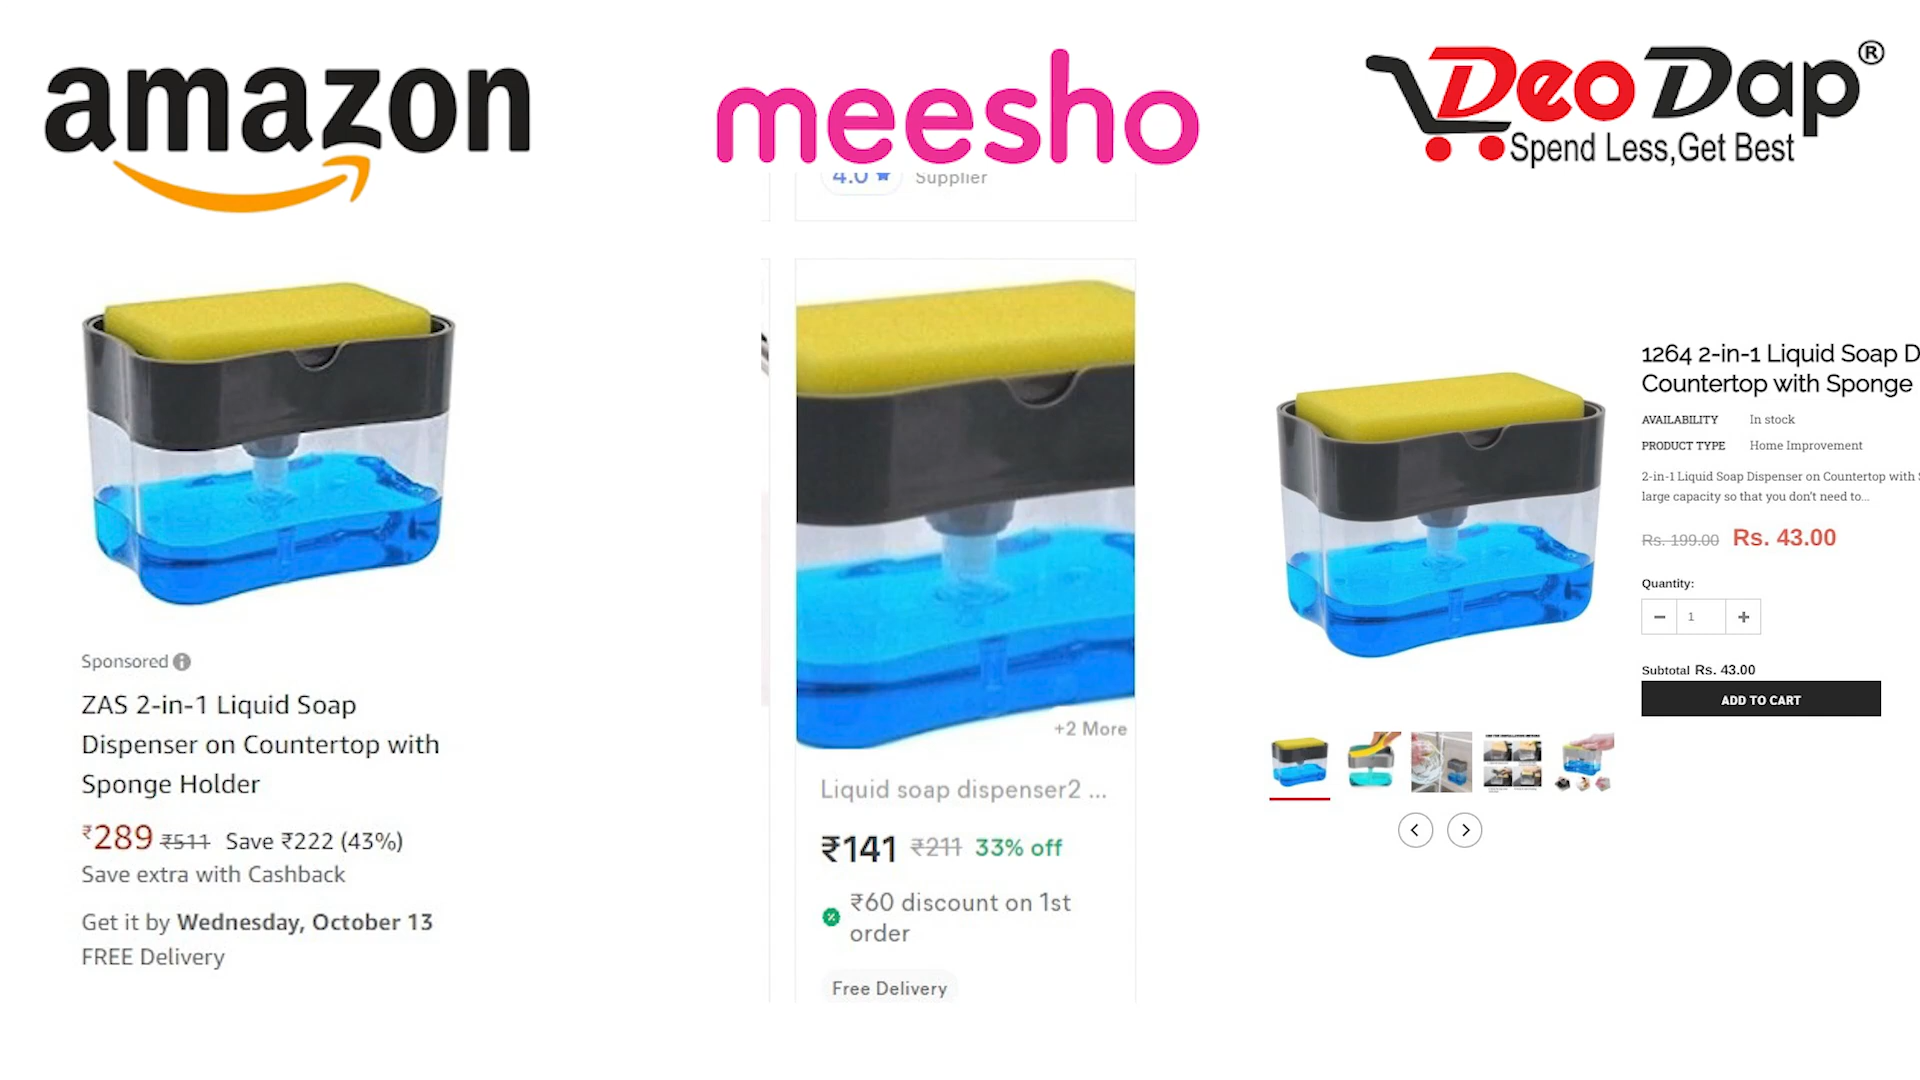 amazon
meesho
DeoDap®
Spend Less,Get Best
4.0 ★ Supplier
Sponsored
ZAS 2-in-1 Liquid Soap
Dispenser on Countertop with
Sponge Holder
₹289 ₹511 Save ₹222 (43%)
Save extra with Cashback
Get it by Wednesday, October 13
FREE Delivery
+2 More
Liquid soap dispenser2 ...
₹141 ₹211 33% off
₹60 discount on 1st
order
Free Delivery
1264 2-in-1 Liquid Soap D
Countertop with Sponge
AVAILABILITY In stock
PRODUCT TYPE Home Improvement
2-in-1 Liquid Soap Dispenser on Countertop with
large capacity so that you don't need to...
Rs. 199.00 Rs. 43.00
Quantity:
− 1 +
Subtotal Rs. 43.00
ADD TO CART